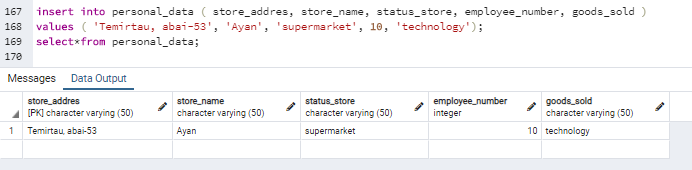 167 insert into personal_data ( store_addres, store_name, status_store, employee_number, goods_sold )
168 values ( 'Temirtau, abai-53', 'Ayan', 'supermarket', 10, 'technology');
169 select*from personal_data;
170
Messages Data Output
store_addres store_name status_store employee_number goods_sold
[PK] character varying (50) character varying (50) character varying (50) integer character varying (50)
1 Temirtau, abai-53 Ayan supermarket 10 technology